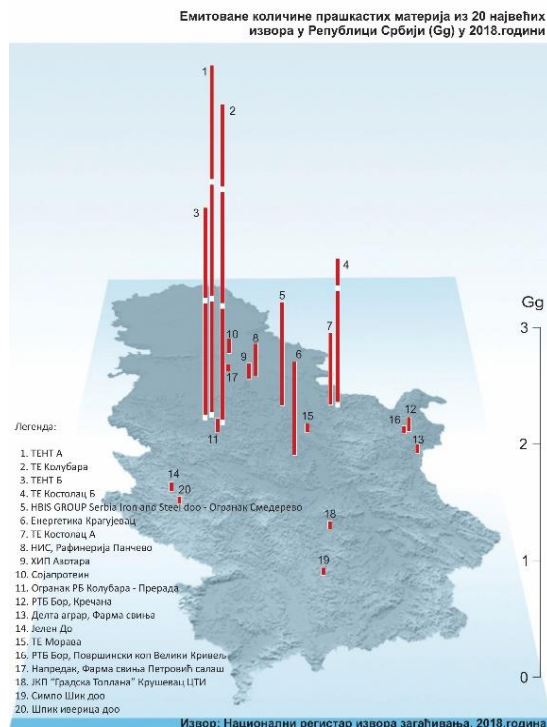 Емитоване количине прашкастих материја из 20 највећих
извора у Републици Србији (Gg) у 2018.години
1
2
3
4
5
6
7
8
9
10
17
11
15
12
16
13
14
20
18
19
Gg
3
2
1
0
Легенда:
1. ТЕНТ А
2. ТЕ Колубара
3. ТЕНТ Б
4. ТЕ Костолац Б
5. HBIS GROUP Serbia Iron and Steel doo - Огранак Смедерево
6. Енергетика Крагујевац
7. ТЕ Костолац А
8. НИС, Рафинерија Панчево
9. ХИП Азотара
10. Сојапротеин
11. Огранак РБ Колубара - Прерада
12. РТБ Бор, Кречана
13. Делта аграр, Фарма свиња
14. Јелен До
15. ТЕ Морава
16. РТБ Бор, Површински коп Велики Кривељ
17. Напредак, Фарма свиња Петровић салаш
18. ЈКП "Градска Топлана" Крушевац ЦТИ
19. Симпо Шик доо
20. Шпик иверица доо
Извор: Национални регистар извора загађивања, 2018.година